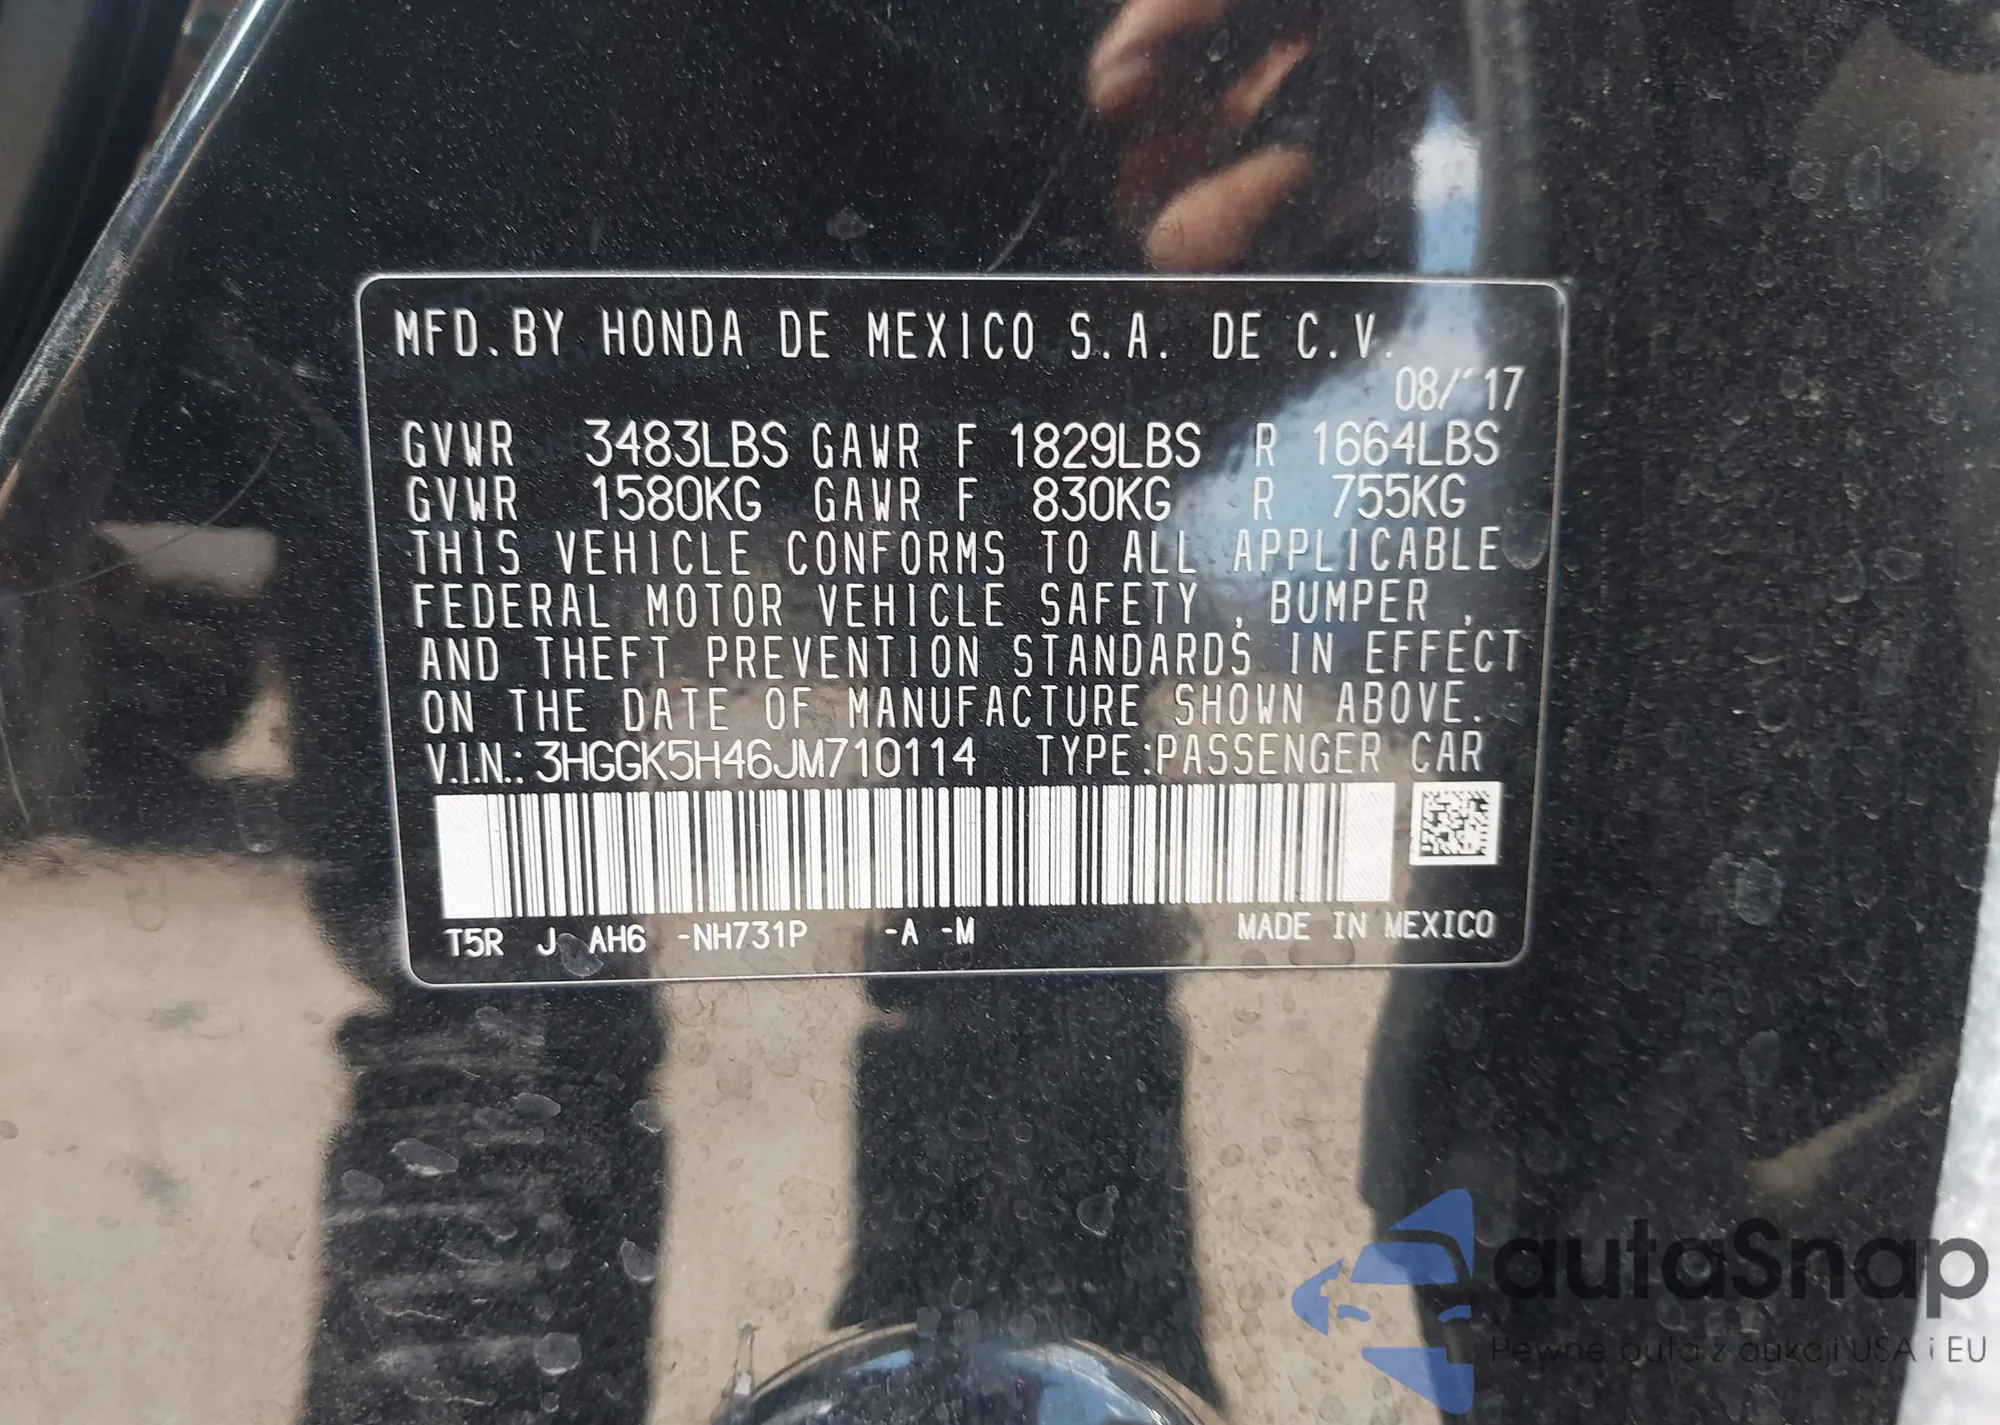 MFD.BY HONDA DE MEXICO S.A. DE C.V.
08/'17
GVWR 3483LBS GAWR F 1829LBS R 1664LBS
GVWR 1580KG GAWR F 830KG R 755KG
THIS VEHICLE CONFORMS TO ALL APPLICABLE
FEDERAL MOTOR VEHICLE SAFETY , BUMPER ,
AND THEFT PREVENTION STANDARDS IN EFFECT
ON THE DATE OF MANUFACTURE SHOWN ABOVE.
V.I.N.: 3HGGK5H46JM710114 TYPE:PASSENGER CAR
T5R J AH6 -NH731P -A -M MADE IN MEXICO
autaSnap
Pewne auta z aukcji USA i EU